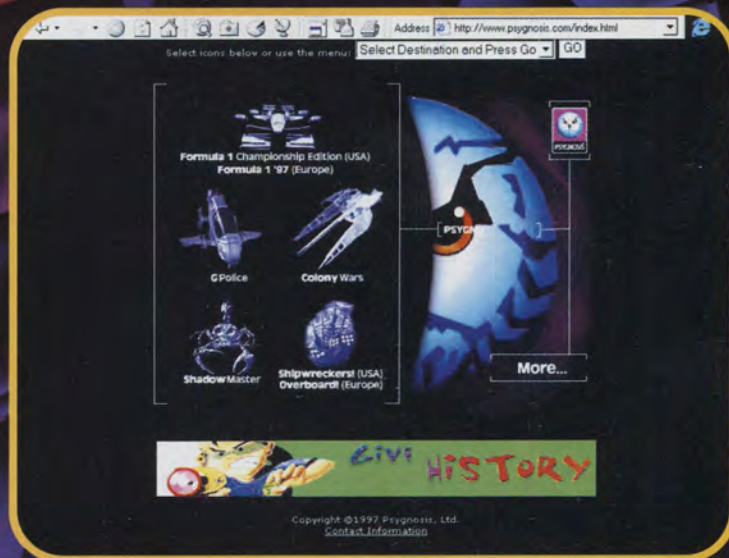 Address http://www.psygnosis.com/index.html
Select icons below or use the menu: Select Destination and Press Go GO
Formula 1 Championship Edition (USA)
Formula 1 '97 (Europe)
G Police
Colony Wars
Shadow Master
Shipwreckers! (USA)
Overboard! (Europe)
PSYGN
PSYGNOSIS
More...
CIVI HISTORY
Copyright ©1997 Psygnosis, Ltd.
Contact Information